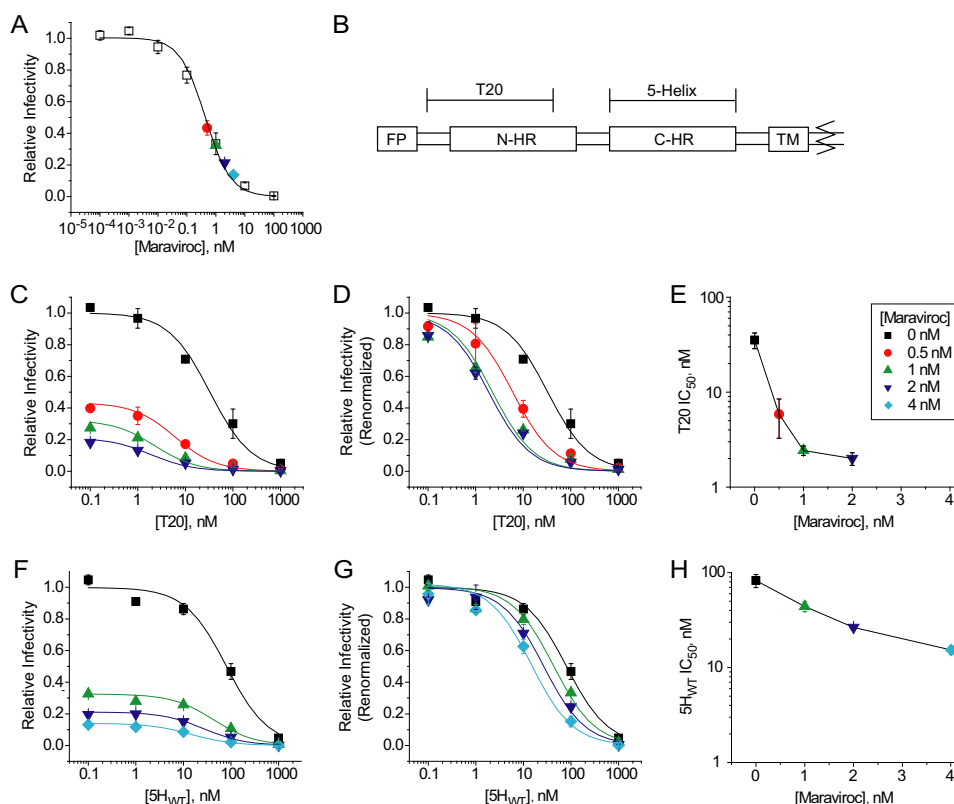 A
Relative Infectivity
1.0
0.8
0.6
0.4
0.2
0.0
10-5 10-4 10-3 10-2 0.1 1 10 100 1000
[Maraviroc], nM
B
T20
5-Helix
FP
N-HR
C-HR
TM
C
Relative Infectivity
1.0
0.8
0.6
0.4
0.2
0.0
0.1 1 10 100 1000
[T20], nM
D
Relative Infectivity
(Renormalized)
1.0
0.8
0.6
0.4
0.2
0.0
0.1 1 10 100 1000
[T20], nM
E
T20 IC50, nM
100
10
1
0 1 2 3 4
[Maraviroc], nM
[Maraviroc]
0 nM
0.5 nM
1 nM
2 nM
4 nM
F
Relative Infectivity
1.0
0.8
0.6
0.4
0.2
0.0
0.1 1 10 100 1000
[5HWT], nM
G
Relative Infectivity
(Renormalized)
1.0
0.8
0.6
0.4
0.2
0.0
0.1 1 10 100 1000
[5HWT], nM
H
5HWT IC50, nM
100
10
1
0 1 2 3 4
[Maraviroc], nM